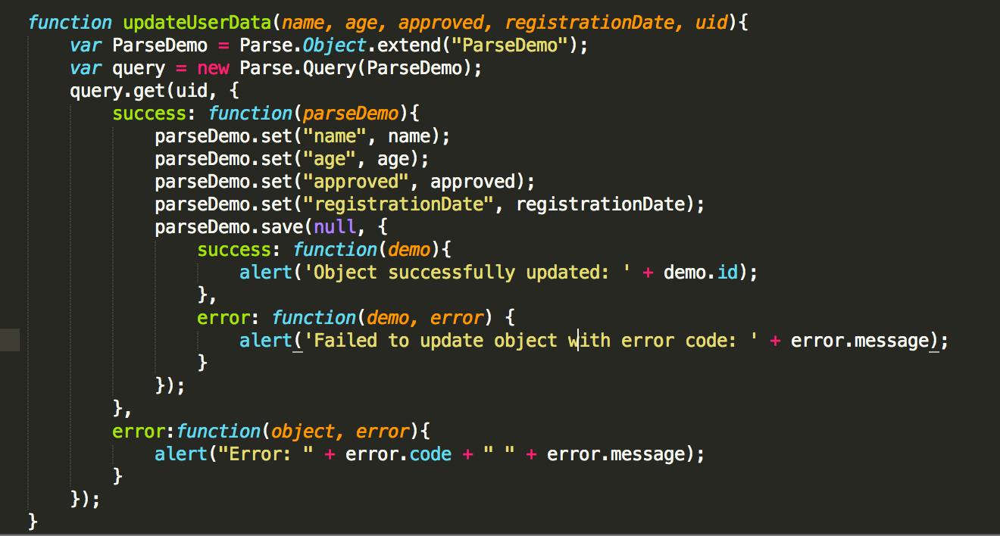 function updateUserData(name, age, approved, registrationDate, uid){
    var ParseDemo = Parse.Object.extend("ParseDemo");
    var query = new Parse.Query(ParseDemo);
    query.get(uid, {
        success: function(parseDemo){
            parseDemo.set("name", name);
            parseDemo.set("age", age);
            parseDemo.set("approved", approved);
            parseDemo.set("registrationDate", registrationDate);
            parseDemo.save(null, {
                success: function(demo){
                    alert('Object successfully updated: ' + demo.id);
                },
                error: function(demo, error) {
                    alert('Failed to update object with error code: ' + error.message);
                }
            });
        },
        error:function(object, error){
            alert("Error: " + error.code + " " + error.message);
        }
    });
}